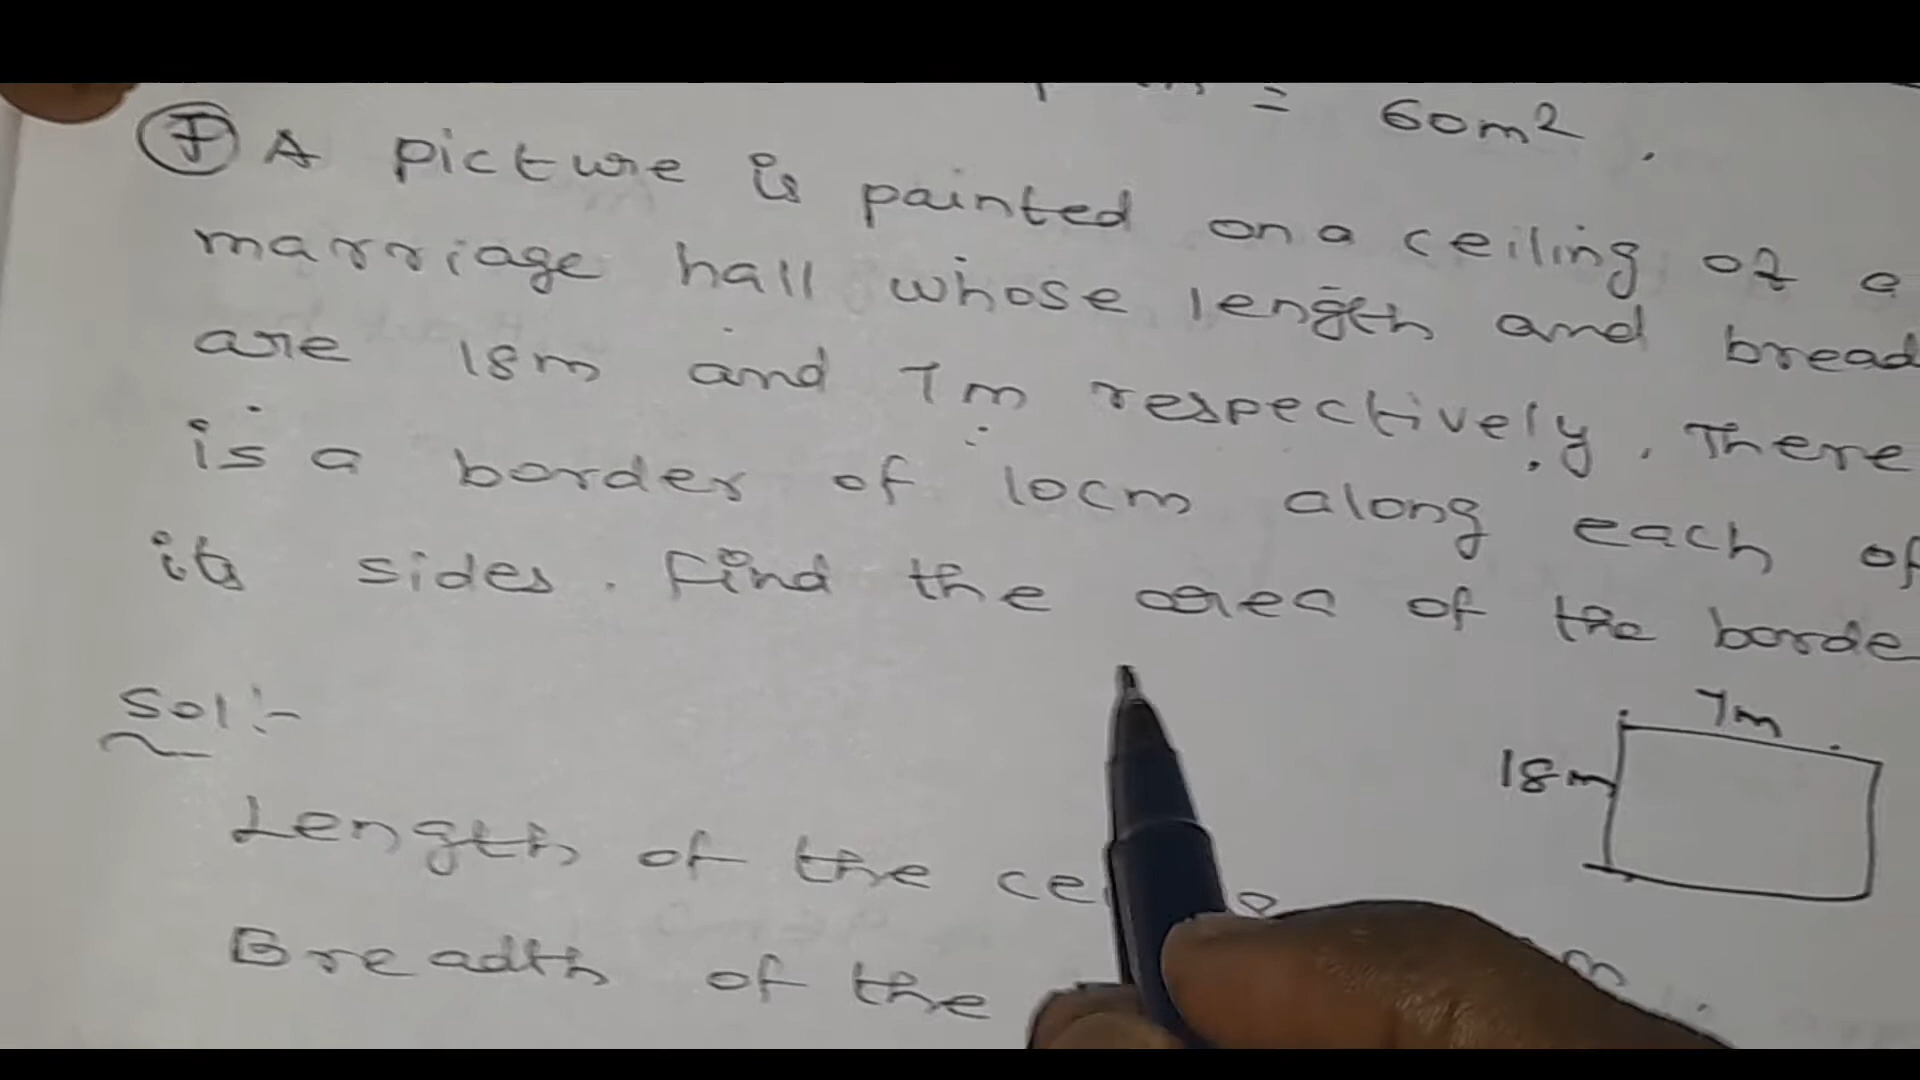 = 60m2.
7 A picture is painted on a ceiling of a
marriage hall whose length and bread
are 18m and 7m respectively. There
is a border of 10cm along each of
its sides. Find the area of the borde
Sol:-
7m
18m
Length of the
Breadth of the